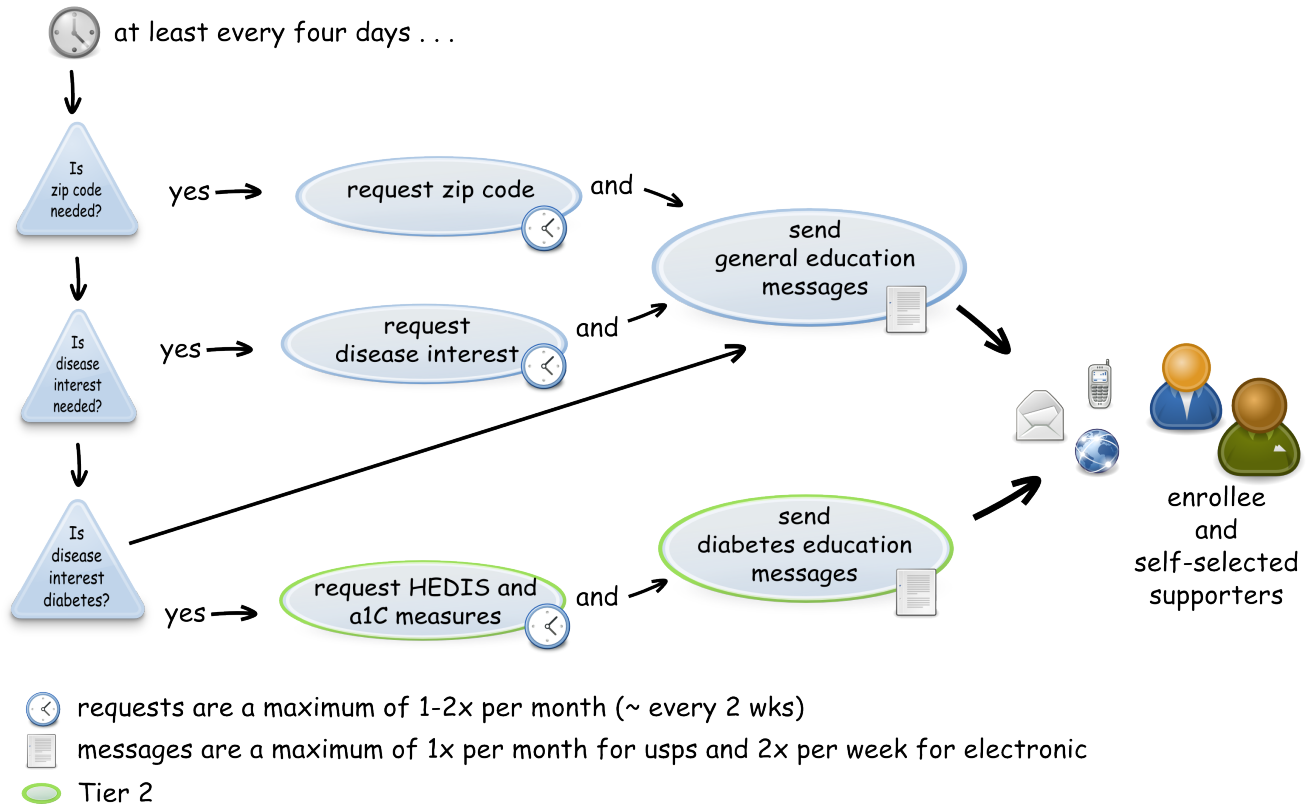 at least every four days . . .
Is
zip code
needed?
yes
request zip code
and
send
general education
messages
Is
disease
interest
needed?
yes
request
disease interest
and
Is
disease
interest
diabetes?
yes
request HEDIS and
a1C measures
and
send
diabetes education
messages
enrollee
and
self-selected
supporters
requests are a maximum of 1-2x per month (~ every 2 wks)
messages are a maximum of 1x per month for usps and 2x per week for electronic
Tier 2